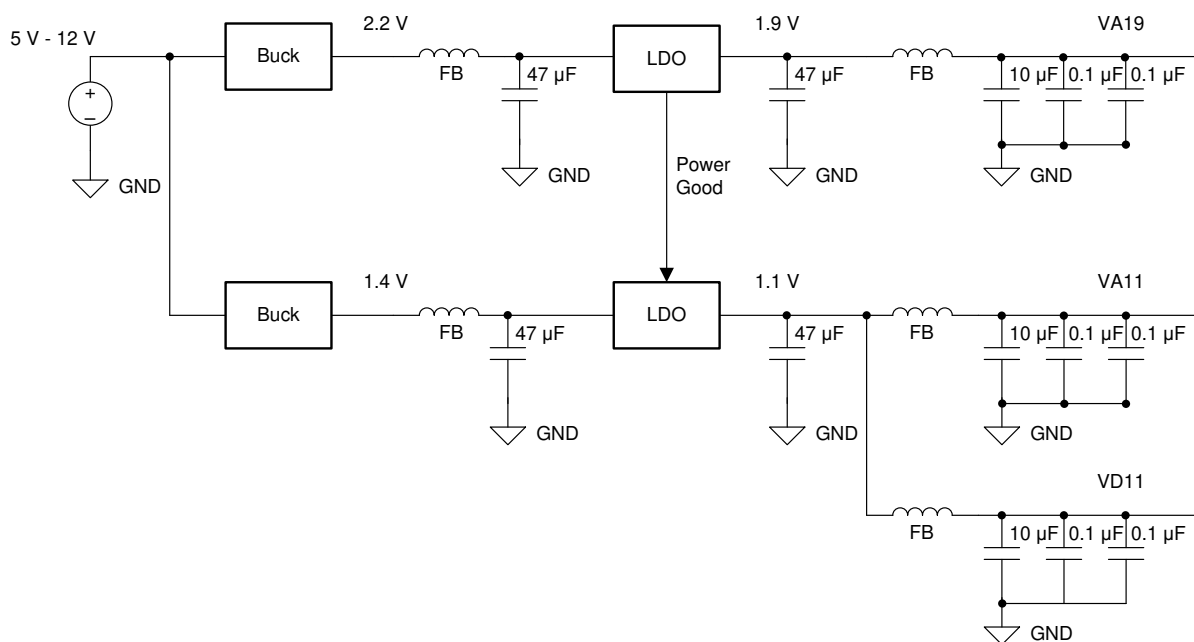 5 V - 12 V
Buck
2.2 V
FB
47 µF
LDO
1.9 V
47 µF
FB
VA19
10 µF
0.1 µF
0.1 µF
+
−
GND
GND
GND
GND
Power
Good
Buck
1.4 V
FB
47 µF
LDO
1.1 V
47 µF
FB
VA11
10 µF
0.1 µF
0.1 µF
GND
GND
GND
VD11
FB
10 µF
0.1 µF
0.1 µF
GND